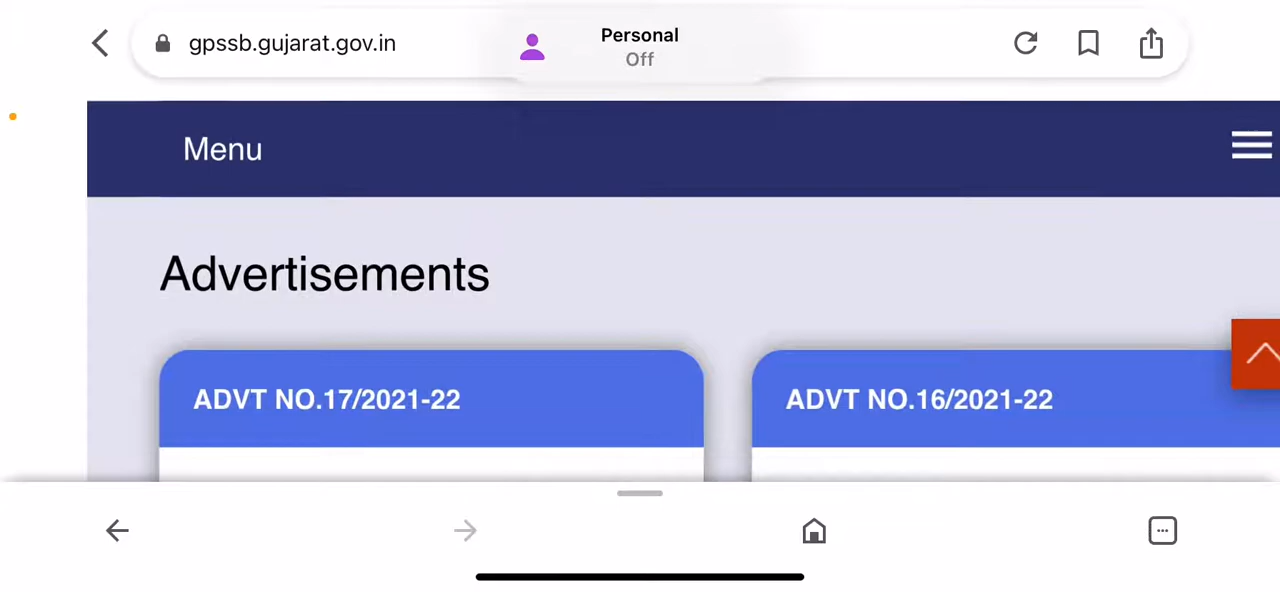 gpssb.gujarat.gov.in
Personal
Off
Menu
Advertisements
ADVT NO.17/2021-22
ADVT NO.16/2021-22